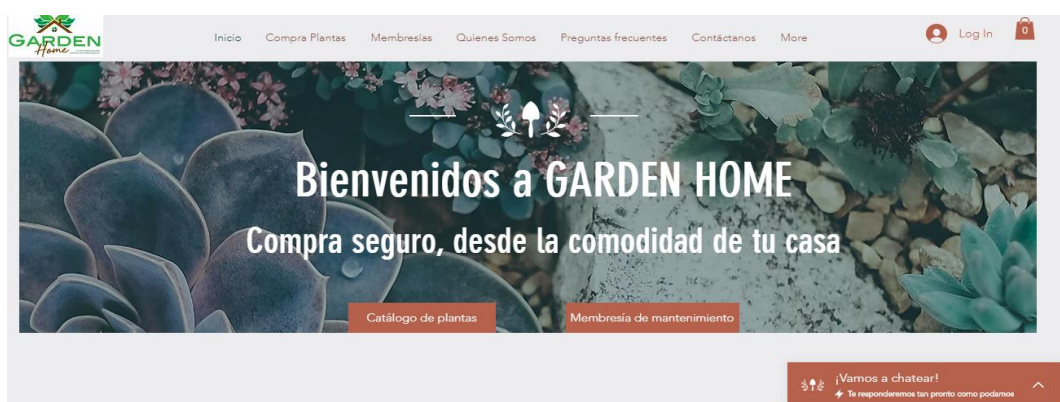 GARDEN
Home
Inicio
Compra Plantas
Membresías
Quienes Somos
Preguntas frecuentes
Contáctanos
More
Log In
0
Bienvenidos a GARDEN HOME
Compra seguro, desde la comodidad de tu casa
Catálogo de plantas
Membresía de mantenimiento
¡Vamos a chatear!
Te responderemos tan pronto como podamos